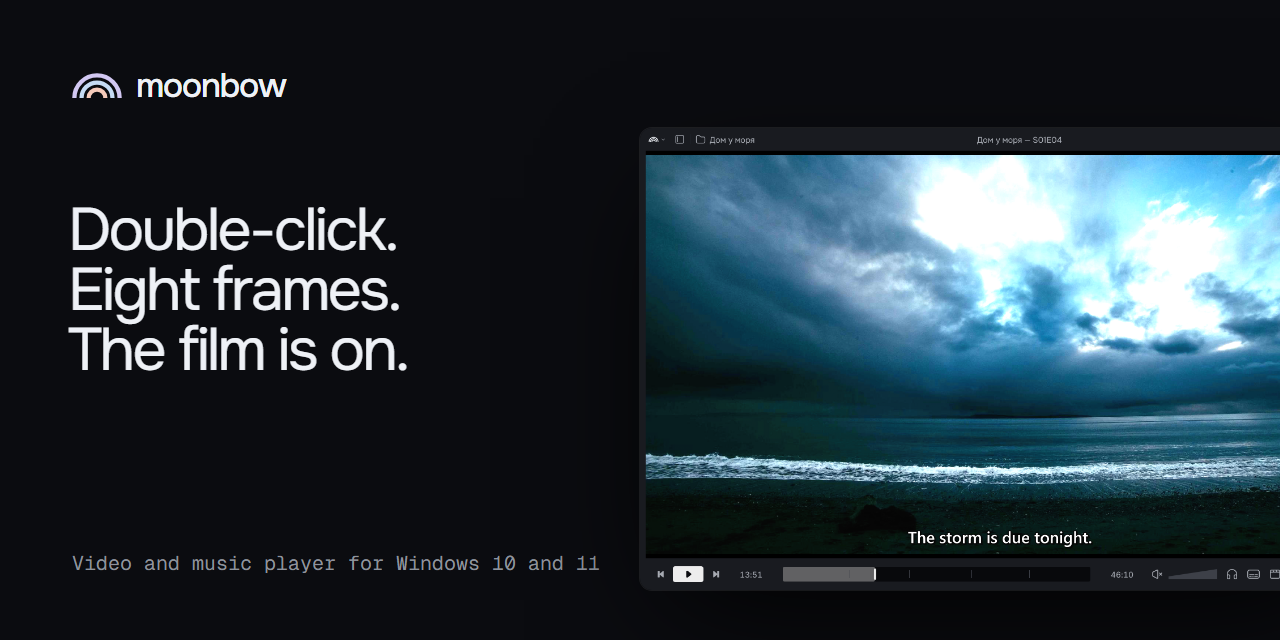 moonbow
Double-click.
Eight frames.
The film is on.
Video and music player for Windows 10 and 11
Дом у моря
Дом у моря — S01E04
The storm is due tonight.
13:51
46:10